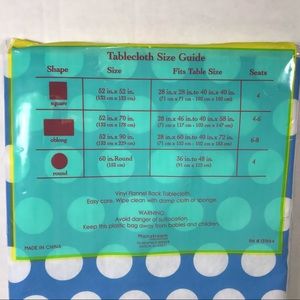 Tablecloth Size Guide
Shape Size Fits Table Size Seats
square 52 in.x 52 in. 28 in.x 28 in.to 40 in.x 40 in. 4
(132 cm x 132 cm) (71 cm x 71 cm - 102 cm x 102 cm)
oblong 52 in.x 70 in. 28 in.x 46 in.to 40 in.x 58 in. 4-6
(132 cm x 178 cm) (71 cm x 117 cm - 102 cm x 147 cm)
52 in.x 90 in. 28 in.x 60 in.to 40 in.x 72 in. 6-8
(132 cm x 229 cm) (71 cm x 152 cm - 102 cm x 183 cm)
round 60 in.Round 36 in.to 48 in. 4
(152 cm) (91 cm x 122 cm)
Vinyl Flannel Back Tablecloth.
Easy care. Wipe clean with damp cloth or sponge.
WARNING:
Avoid danger of suffocation.
Keep this plastic bag away from babies and children.
MADE IN CHINA